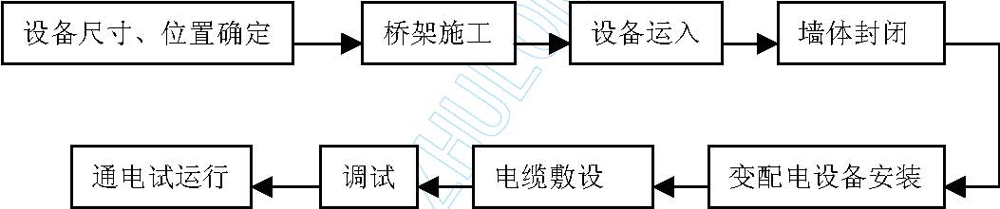 设备尺寸、位置确定
桥架施工
设备运入
墙体封闭
变配电设备安装
电缆敷设
调试
通电试运行